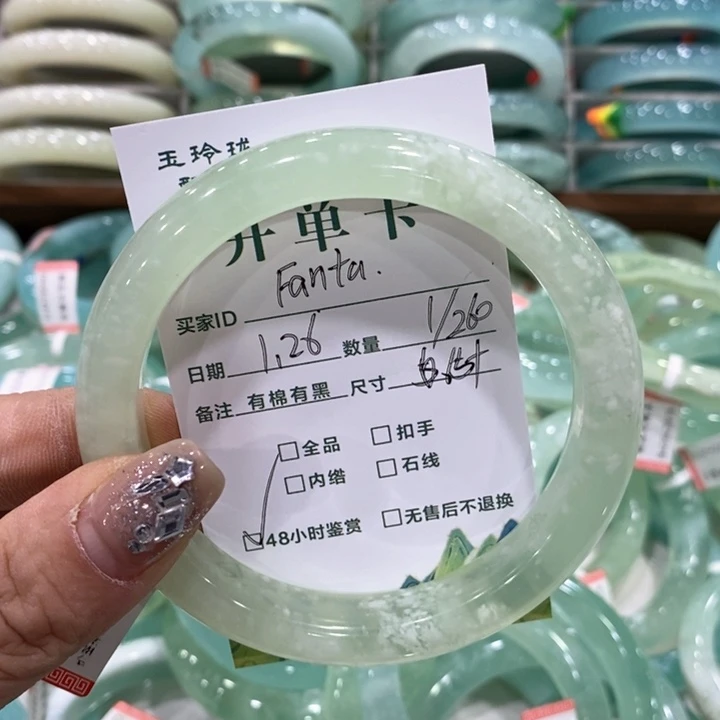 玉玲珑
开单卡
买家ID Fanta.
日期 1.26 数量 1/260
备注 有棉有黑 尺寸
□全品 □扣手
□内绺 □石线
☑48小时鉴赏 □无售后不退换